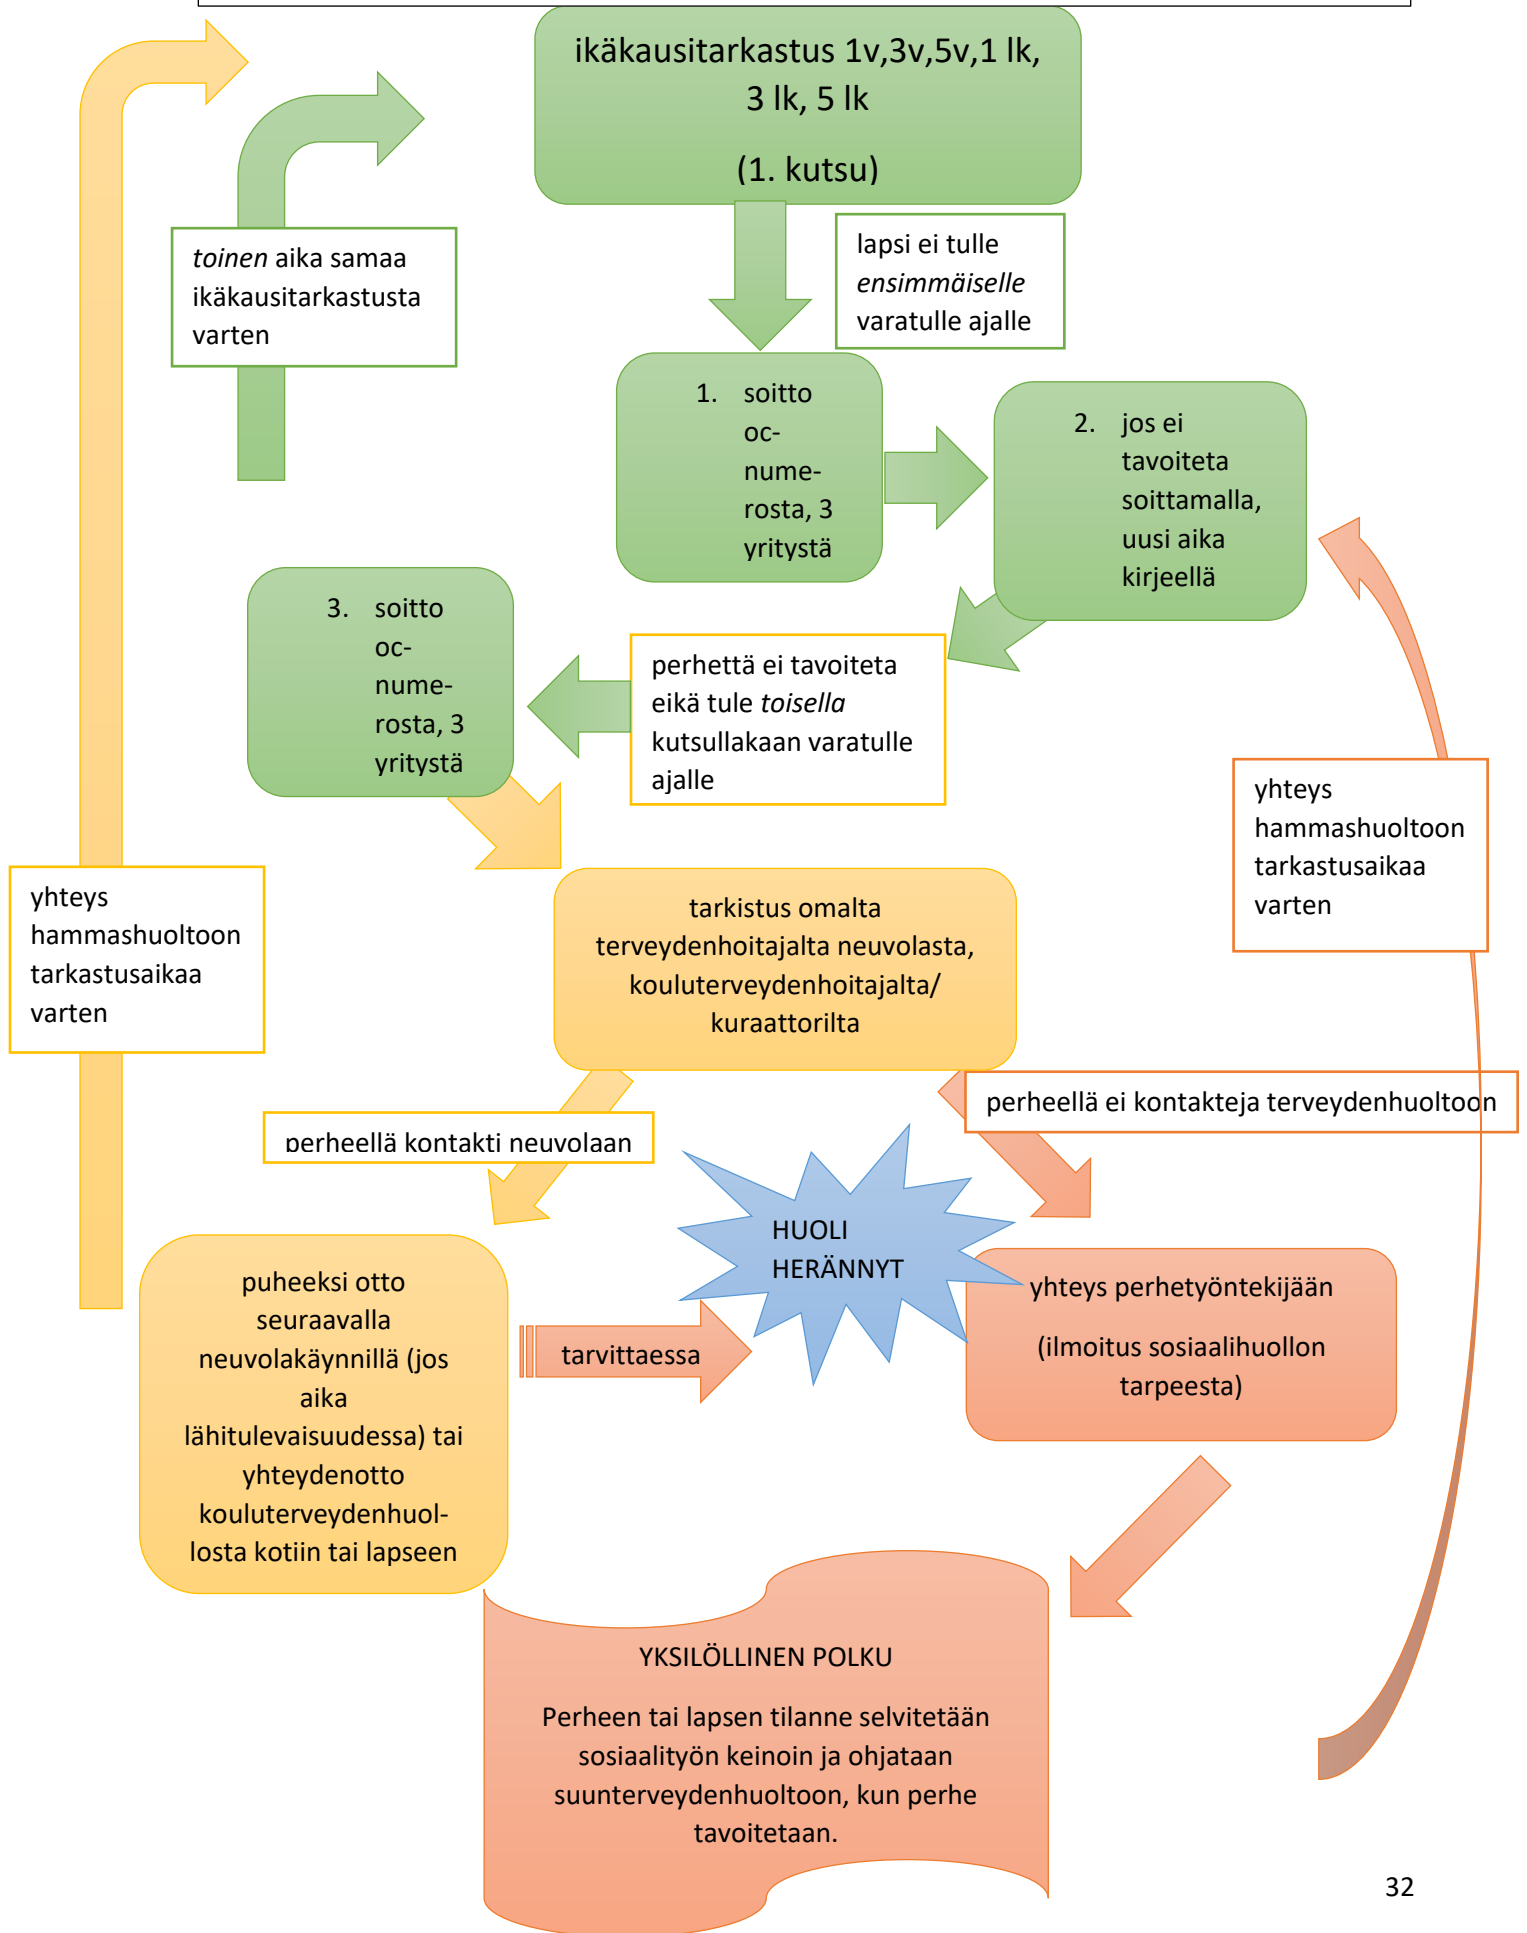 ikäkausitarkastus 1v,3v,5v,1 lk,
3 lk, 5 lk
(1. kutsu)
toinen aika samaa
ikäkausitarkastusta
varten
lapsi ei tulle
ensimmäiselle
varatulle ajalle
1. soitto
oc-
nume-
rosta, 3
yritystä
2. jos ei
tavoiteta
soittamalla,
uusi aika
kirjeellä
3. soitto
oc-
nume-
rosta, 3
yritystä
perhettä ei tavoiteta
eikä tule toisella
kutsullakaan varatulle
ajalle
yhteys
hammashuoltoon
tarkastusaikaa
varten
yhteys
hammashuoltoon
tarkastusaikaa
varten
tarkistus omalta
terveydenhoitajalta neuvolasta,
kouluterveydenhoitajalta/
kuraattorilta
perheellä ei kontakteja terveydenhuoltoon
perheellä kontakti neuvolaan
HUOLI
HERÄNNYT
puheeksi otto
seuraavalla
neuvolakäynnillä (jos
aika
lähitulevaisuudessa) tai
yhteydenotto
kouluterveydenhuol-
losta kotiin tai lapseen
tarvittaessa
yhteys perhetyöntekijään
(ilmoitus sosiaalihuollon
tarpeesta)
YKSILÖLLINEN POLKU
Perheen tai lapsen tilanne selvitetään
sosiaalityön keinoin ja ohjataan
suunterveydenhuoltoon, kun perhe
tavoitetaan.
32